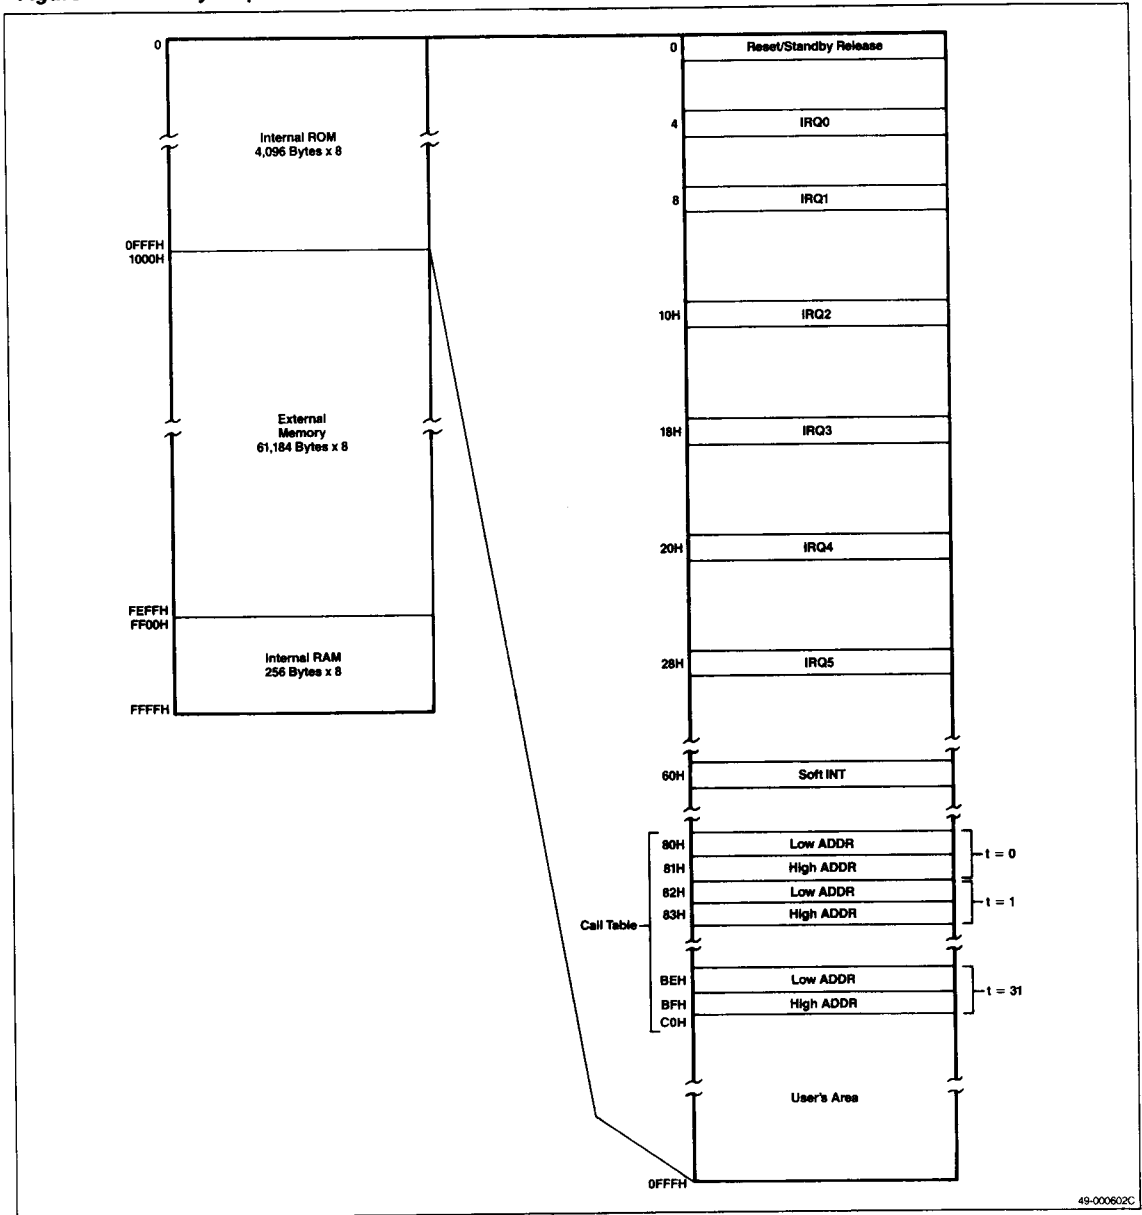 0
Internal ROM
4,096 Bytes x 8
0FFFH
1000H
External
Memory
61,184 Bytes x 8
FEFFH
FF00H
Internal RAM
256 Bytes x 8
FFFFH
0
Reset/Standby Release
4
IRQ0
8
IRQ1
10H
IRQ2
18H
IRQ3
20H
IRQ4
28H
IRQ5
60H
Soft INT
Call Table
80H
Low ADDR
81H
High ADDR
t = 0
82H
Low ADDR
83H
High ADDR
t = 1
BEH
Low ADDR
BFH
High ADDR
t = 31
C0H
User's Area
0FFFH
49-000602C